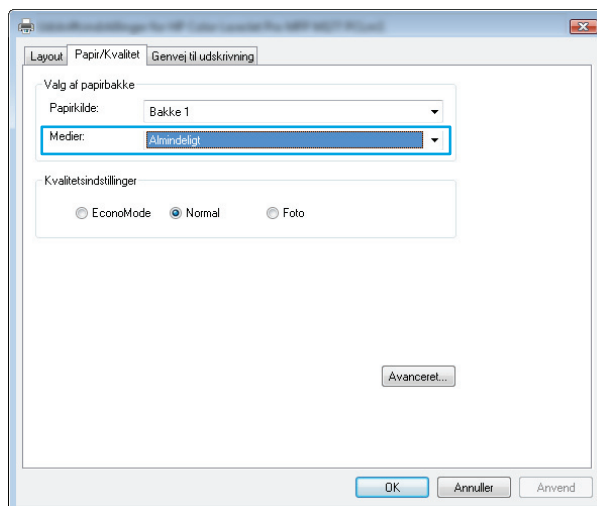 Layout
Papir/Kvalitet
Genvej til udskrivning
Valg af papirbakke
Papirkilde:
Bakke 1
Medier:
Almindeligt
Kvalitetsindstillinger
EconoMode
Normal
Foto
Avanceret...
OK
Annuller
Anvend